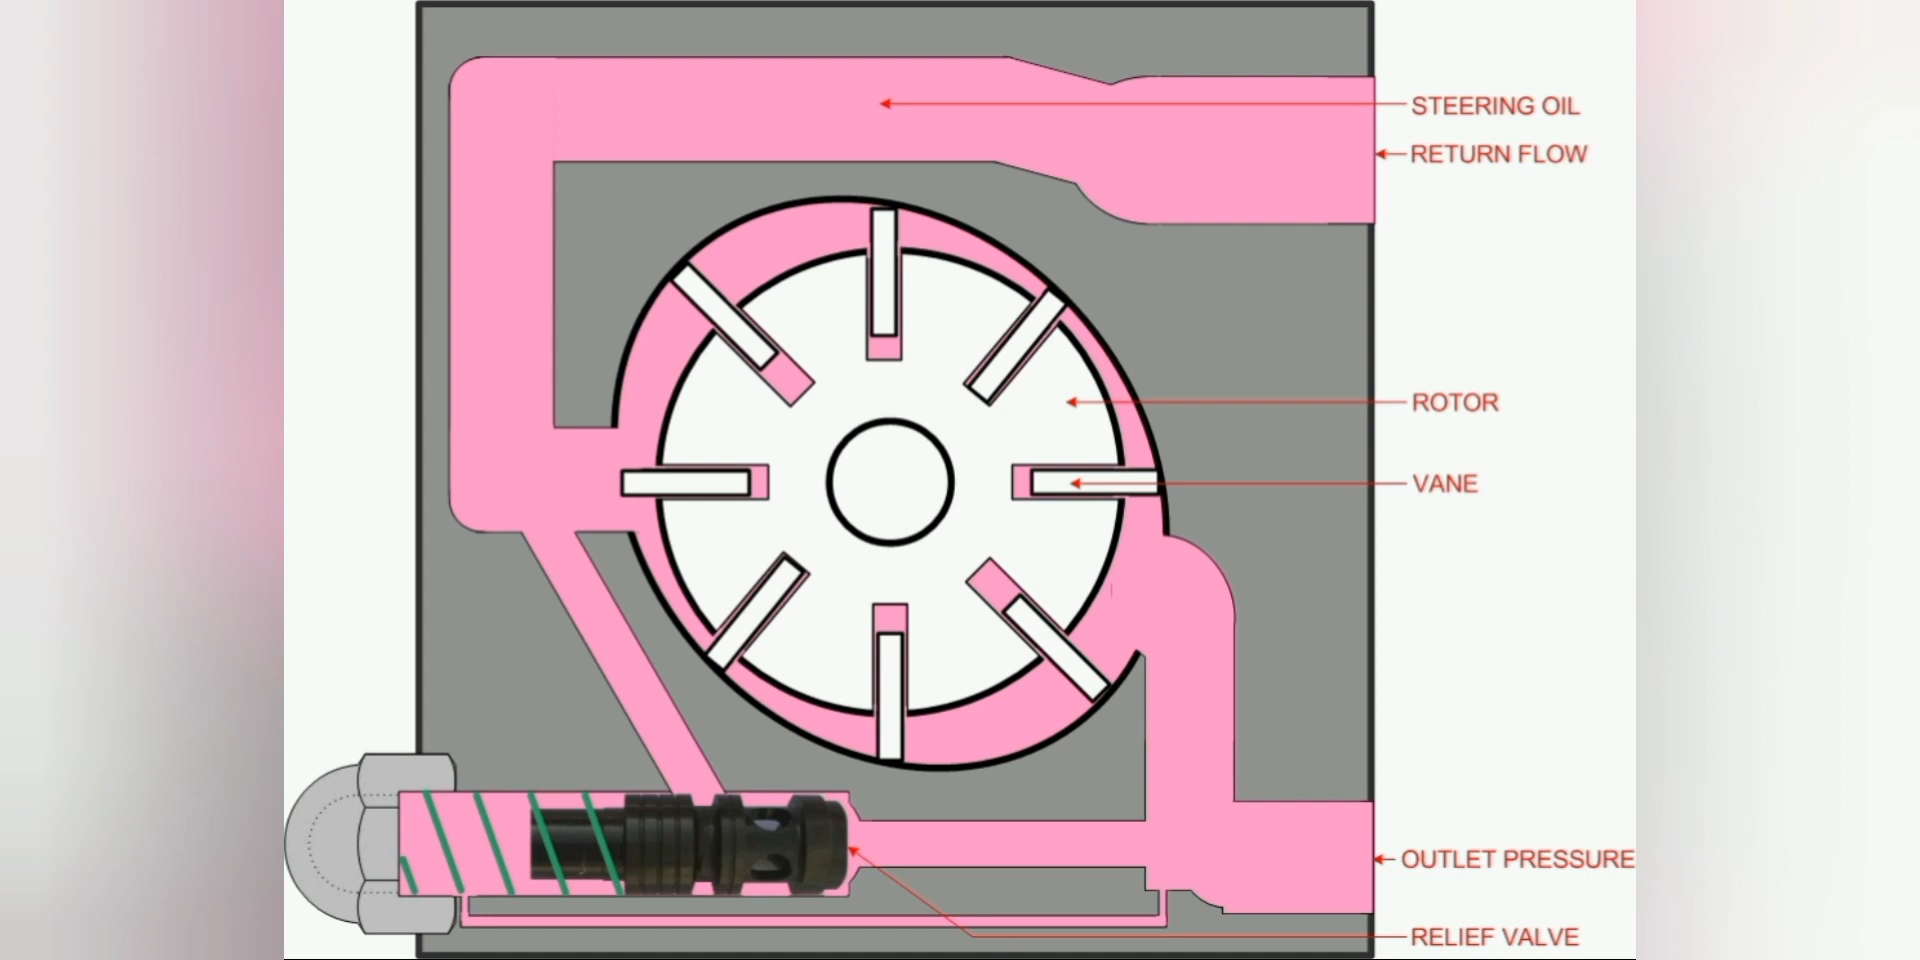 STEERING OIL
RETURN FLOW
ROTOR
VANE
OUTLET PRESSURE
RELIEF VALVE